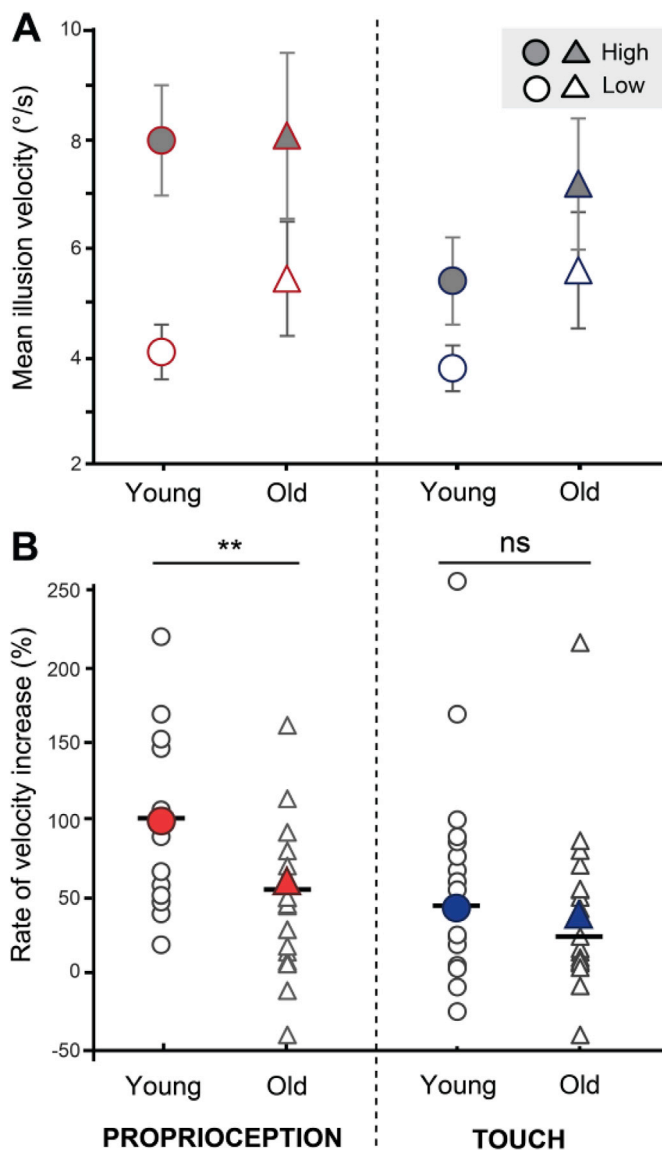 A
Mean illusion velocity (°/s)
10
8
6
4
2
High
Low
Young
Old
Young
Old
B
Rate of velocity increase (%)
**
ns
250
200
150
100
50
0
-50
Young
Old
Young
Old
PROPRIOCEPTION
TOUCH